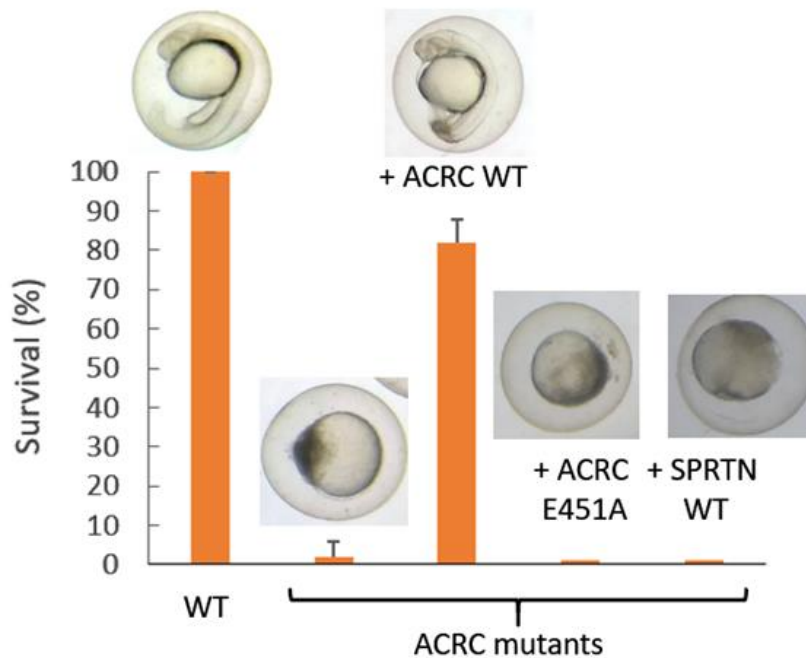 + ACRC WT
100
90
80
70
60
50
40
30
20
10
0
Survival (%)
+ ACRC
E451A
+ SPRTN
WT
WT
ACRC mutants